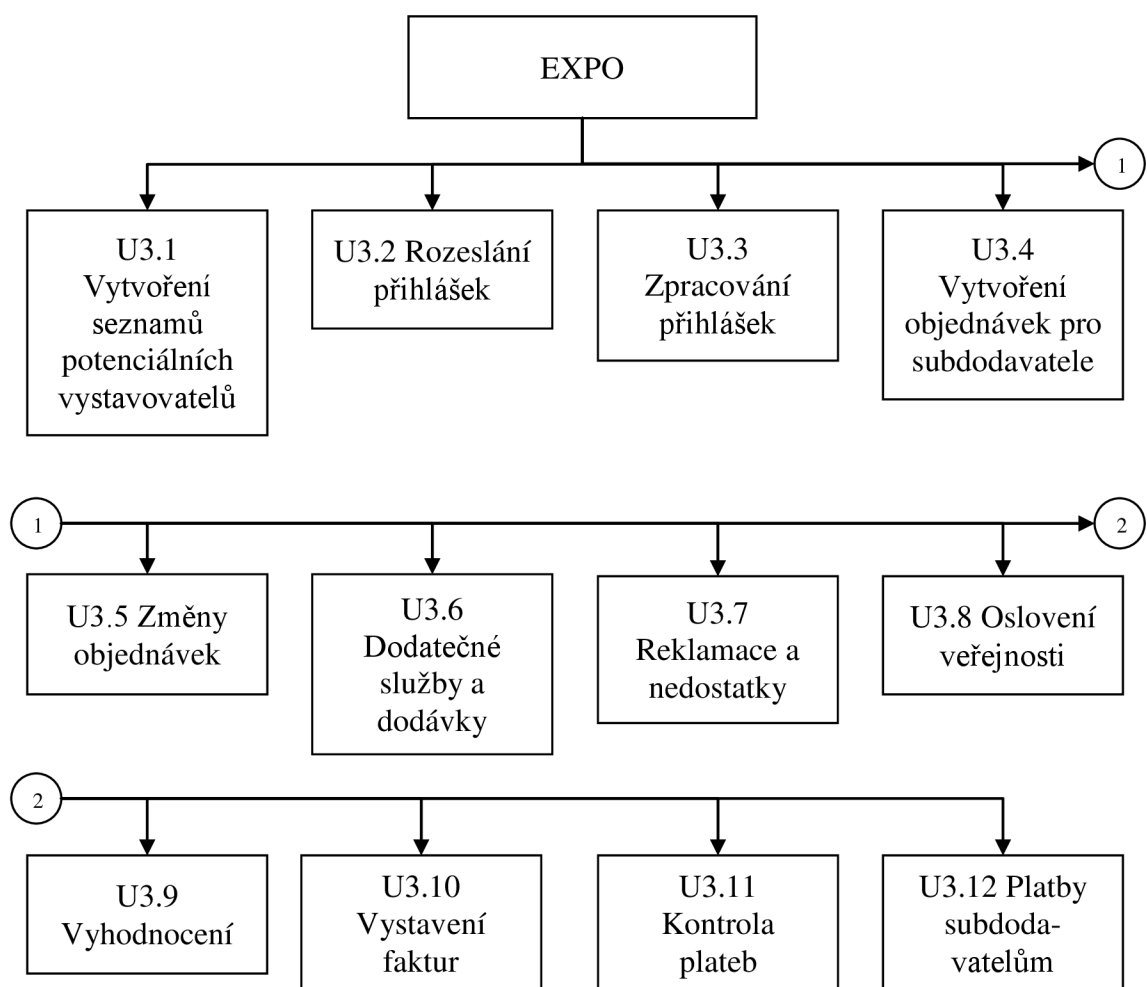 EXPO
1
U3.1
Vytvoření
seznamů
potenciálních
vystavovatelů
U3.2 Rozeslání
přihlášek
U3.3
Zpracování
přihlášek
U3.4
Vytvoření
objednávek pro
subdodavatele
1
2
U3.5 Změny
objednávek
U3.6
Dodatečné
služby a
dodávky
U3.7
Reklamace a
nedostatky
U3.8 Oslovení
veřejnosti
2
U3.9
Vyhodnocení
U3.10
Vystavení
faktur
U3.11
Kontrola
plateb
U3.12 Platby
subdoda-
vatelům